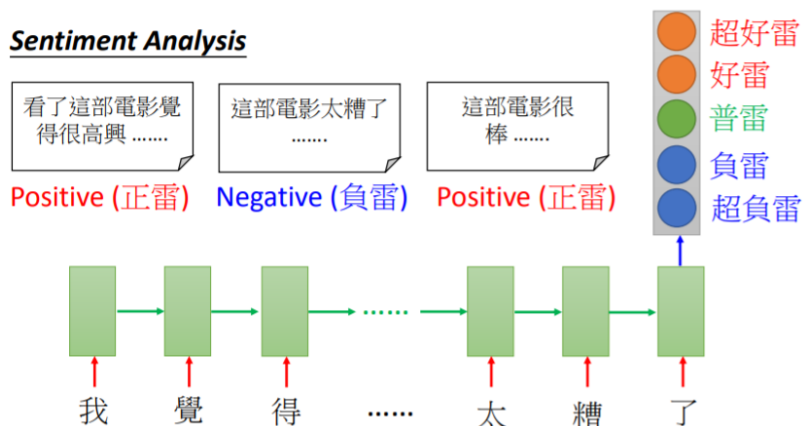 Sentiment Analysis
看了這部電影覺
得很高興 …….
Positive (正雷)
這部電影太糟了
…….
Negative (負雷)
這部電影很
棒 …….
Positive (正雷)
超好雷
好雷
普雷
負雷
超負雷
……
我 覺 得 …… 太 糟 了